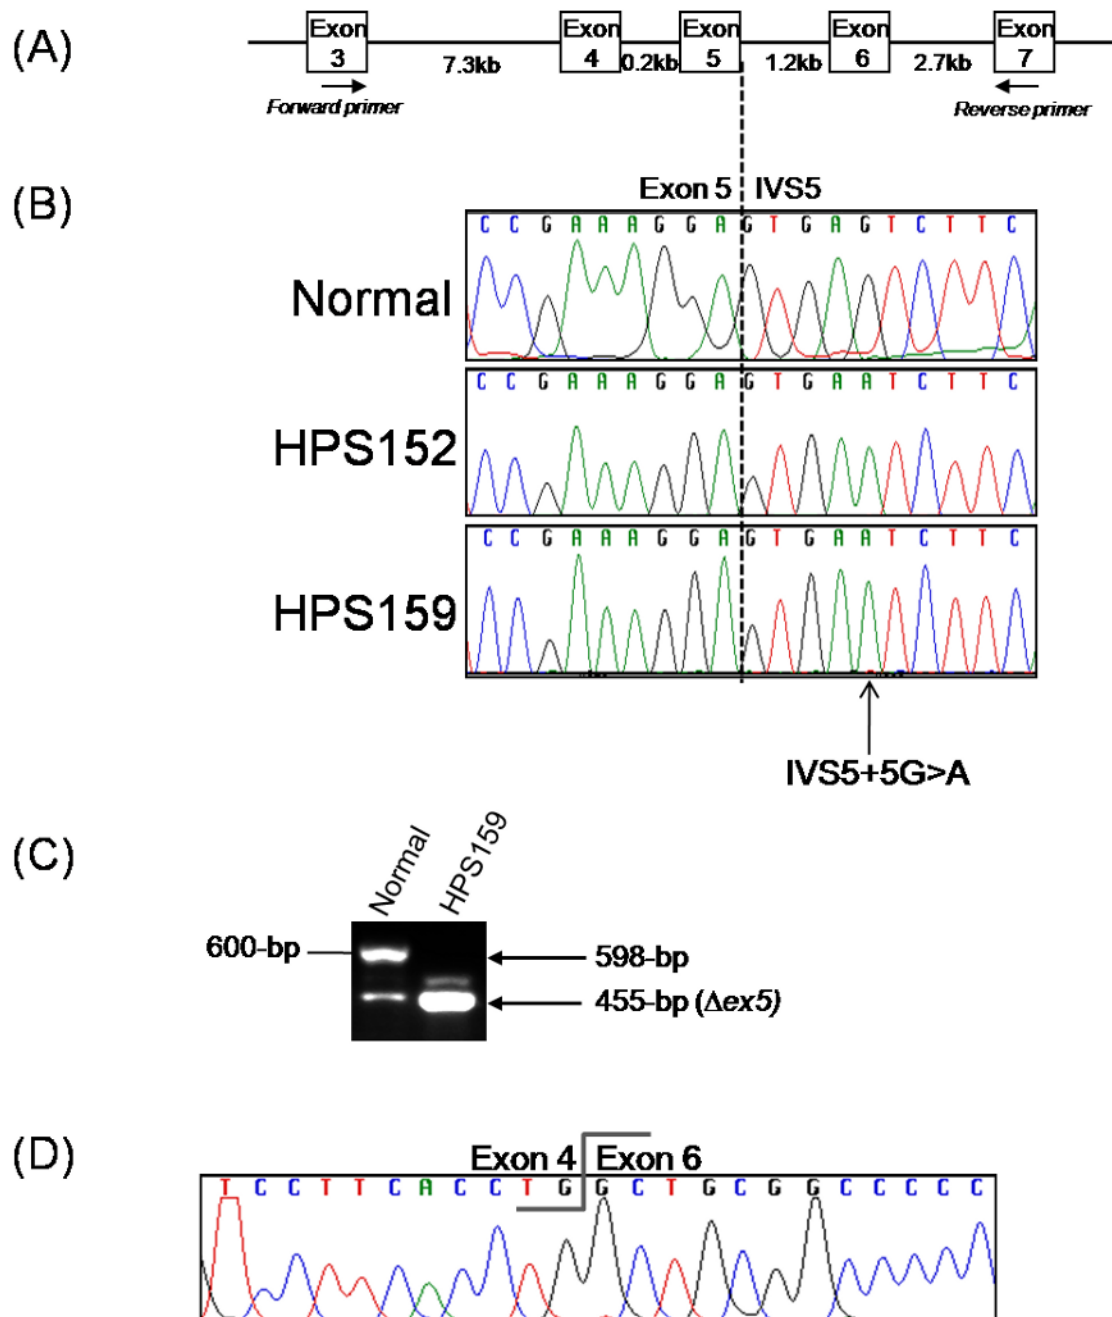 (A)
Exon 3
7.3kb
Exon 4
0.2kb
Exon 5
1.2kb
Exon 6
2.7kb
Exon 7
Forward primer
Reverse primer
(B)
Exon 5 IVS5
C C G A A A G G A G T G A G T C T T C
Normal
C C G A A A G G A G T G A A T C T T C
HPS152
C C G A A A G G A G T G A A T C T T C
HPS159
IVS5+5G>A
(C)
Normal
HPS159
600-bp
598-bp
455-bp (Δex5)
(D)
Exon 4 Exon 6
T C C T T C A C C T G G C T G C G G C C C C C